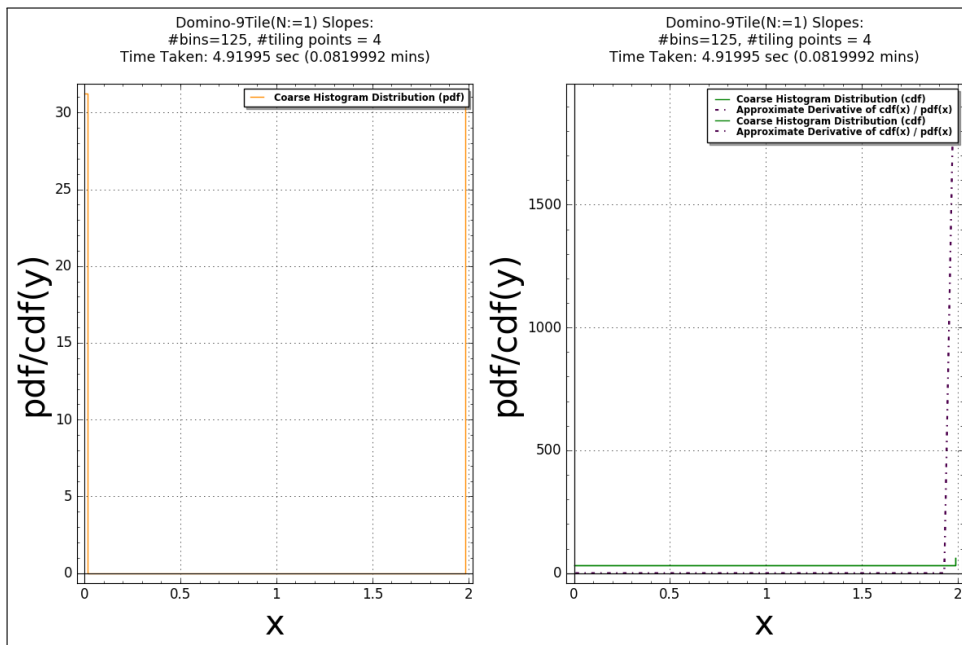 Domino-9Tile(N:=1) Slopes:
#bins=125, #tiling points = 4
Time Taken: 4.91995 sec (0.0819992 mins)
Coarse Histogram Distribution (pdf)
30
25
20
15
10
5
0
pdf/cdf(y)
0
0.5
1
1.5
2
x
Domino-9Tile(N:=1) Slopes:
#bins=125, #tiling points = 4
Time Taken: 4.91995 sec (0.0819992 mins)
Coarse Histogram Distribution (cdf)
Approximate Derivative of cdf(x) / pdf(x)
Coarse Histogram Distribution (cdf)
Approximate Derivative of cdf(x) / pdf(x)
1500
1000
500
0
pdf/cdf(y)
0
0.5
1
1.5
2
x